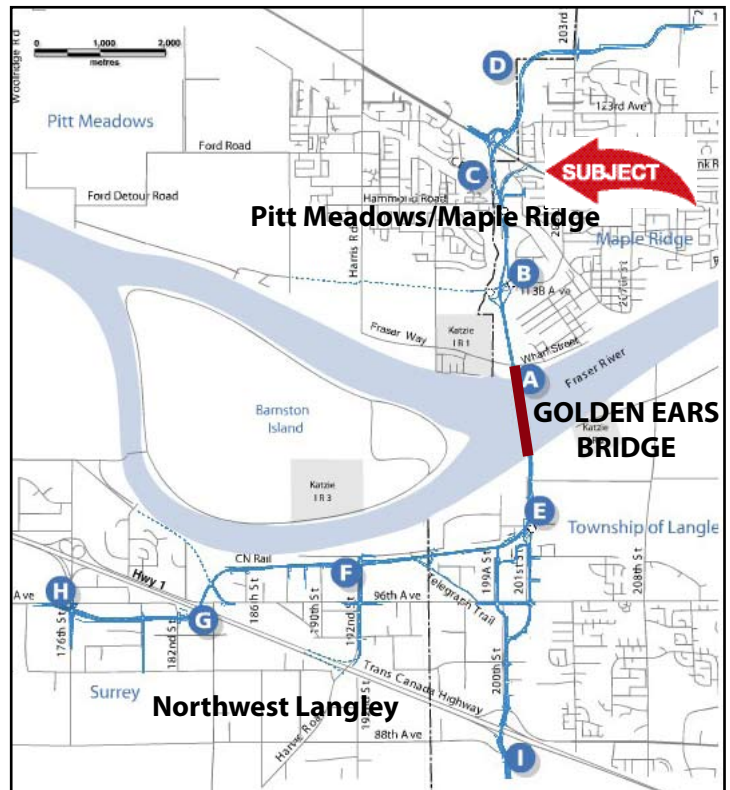 Woolridge Rd
0 1,000 2,000
metres
203rd
D
123rd Ave
Pitt Meadows
Ford Road
C
SUBJECT
Ford Detour Road
Hammond Road
Pitt Meadows/Maple Ridge
Harris Rd
Maple Ridge
B
113B Ave
Fraser Way
Katzie
I R 1
Wharf Street
A
Fraser River
Barnston
Island
GOLDEN EARS
BRIDGE
Katzie
Katzie
I R 3
E
Township of Langle
CN Rail
Hwy 1
F
199A St
201st St
208th St
H
186th St
190th St
192nd St
96th Ave
Telegraph Trail
Ave
G
176th St
182nd St
Surrey
Northwest Langley
Trans Canada Highway
200th St
Harvie Road
88th Ave
I